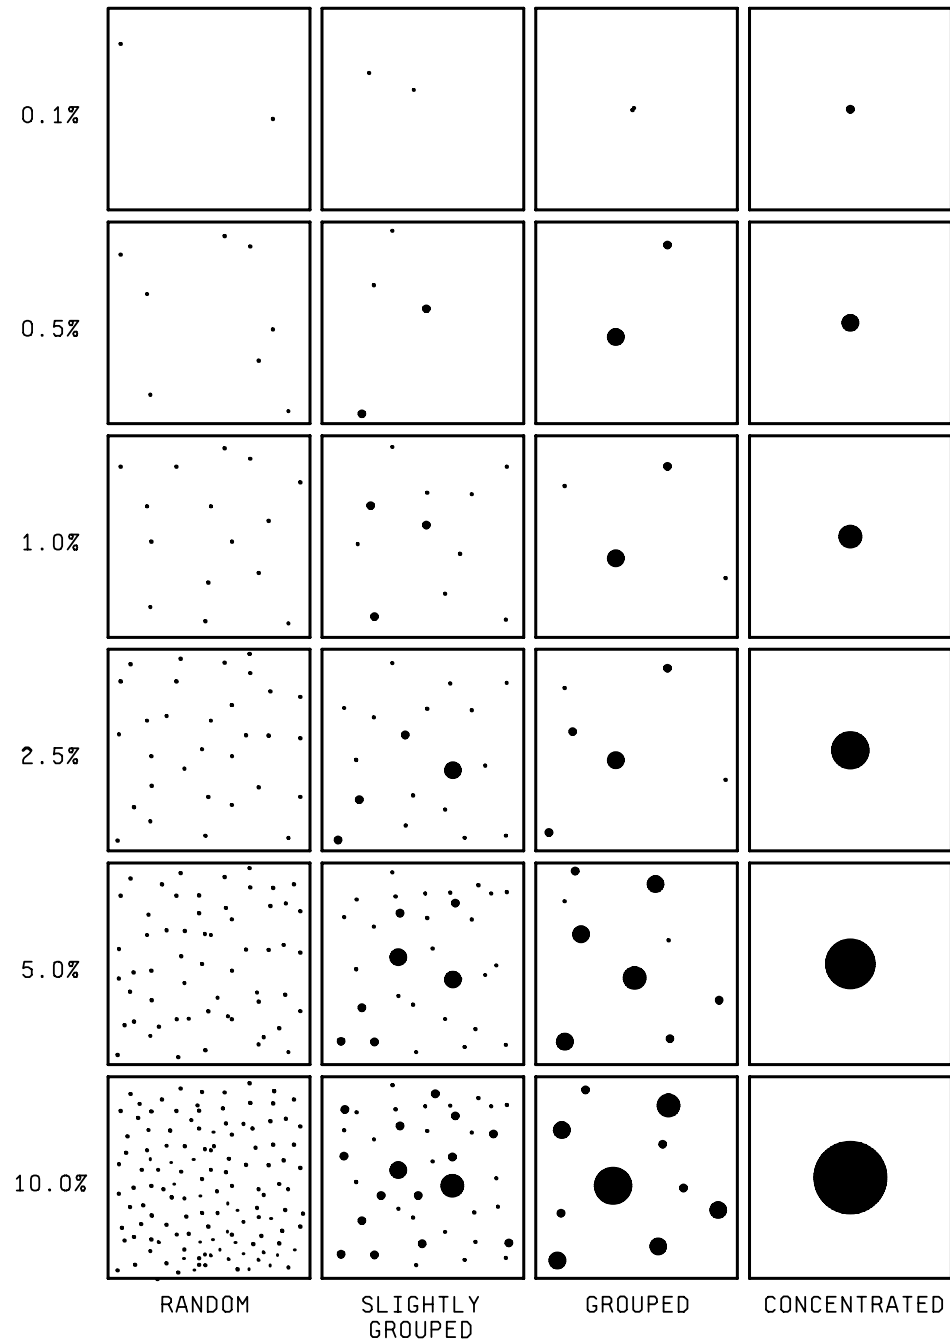 0.1%
0.5%
1.0%
2.5%
5.0%
10.0%
RANDOM
SLIGHTLY
GROUPED
GROUPED
CONCENTRATED